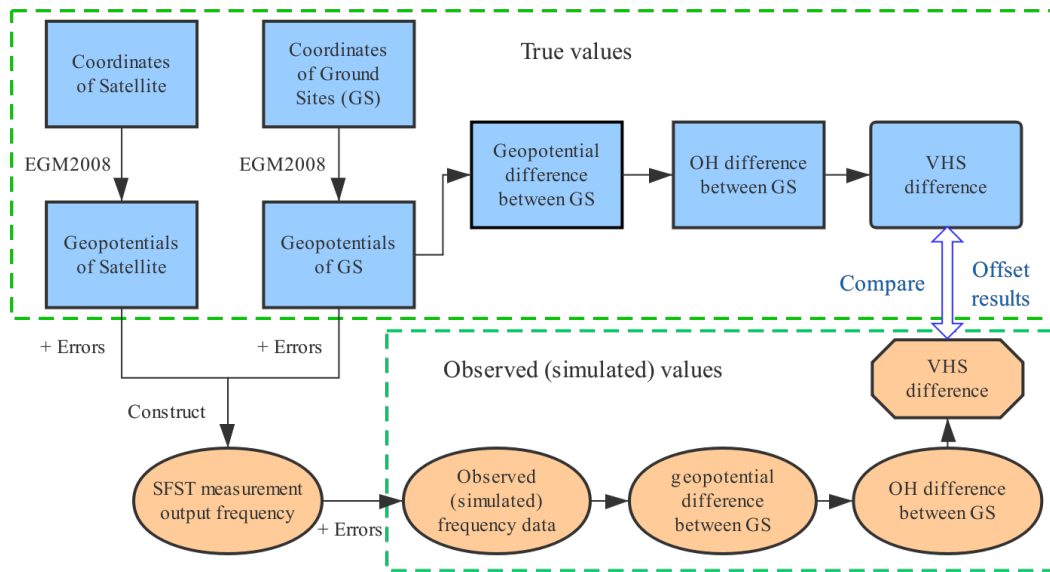 Coordinates
of Satellite
Coordinates
of Ground
Sites (GS)
True values
EGM2008
EGM2008
Geopotential
difference
between GS
OH difference
between GS
VHS
difference
Geopotentials
of Satellite
Geopotentials
of GS
Compare
Offset
results
+ Errors
+ Errors
Observed (simulated) values
VHS
difference
Construct
SFST measurement
output frequency
+ Errors
Observed
(simulated)
frequency data
geopotential
difference
between GS
OH difference
between GS